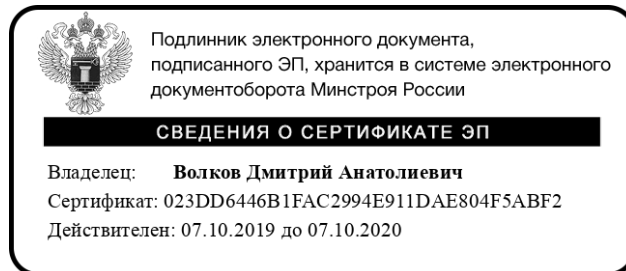 Подлинник электронного документа,
подписанного ЭП, хранится в системе электронного
документоборота Минстроя России
СВЕДЕНИЯ О СЕРТИФИКАТЕ ЭП
Владелец: Волков Дмитрий Анатолиевич
Сертификат: 023DD6446B1FAC2994E911DAE804F5ABF2
Действителен: 07.10.2019 до 07.10.2020